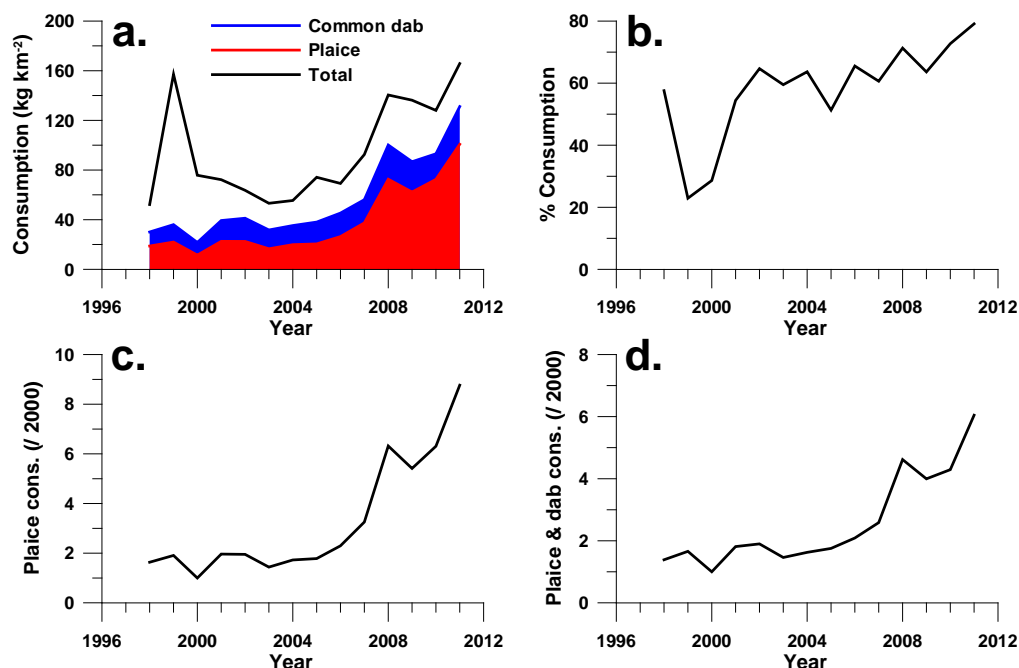 a.
Common dab
Plaice
Total
Consumption (kg km-2)
200
160
120
80
40
0
1996 2000 2004 2008 2012
Year
b.
% Consumption
80
60
40
20
0
1996 2000 2004 2008 2012
Year
c.
Plaice cons. (/ 2000)
10
8
6
4
2
0
1996 2000 2004 2008 2012
Year
d.
Plaice & dab cons. (/ 2000)
8
6
4
2
0
1996 2000 2004 2008 2012
Year